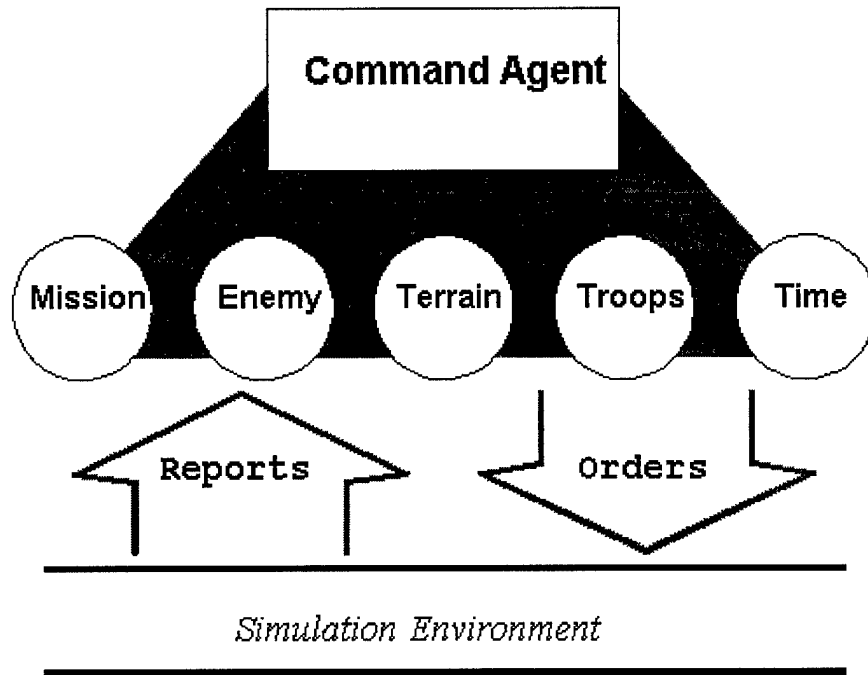 Command Agent
Mission
Enemy
Terrain
Troops
Time
Reports
Orders
Simulation Environment